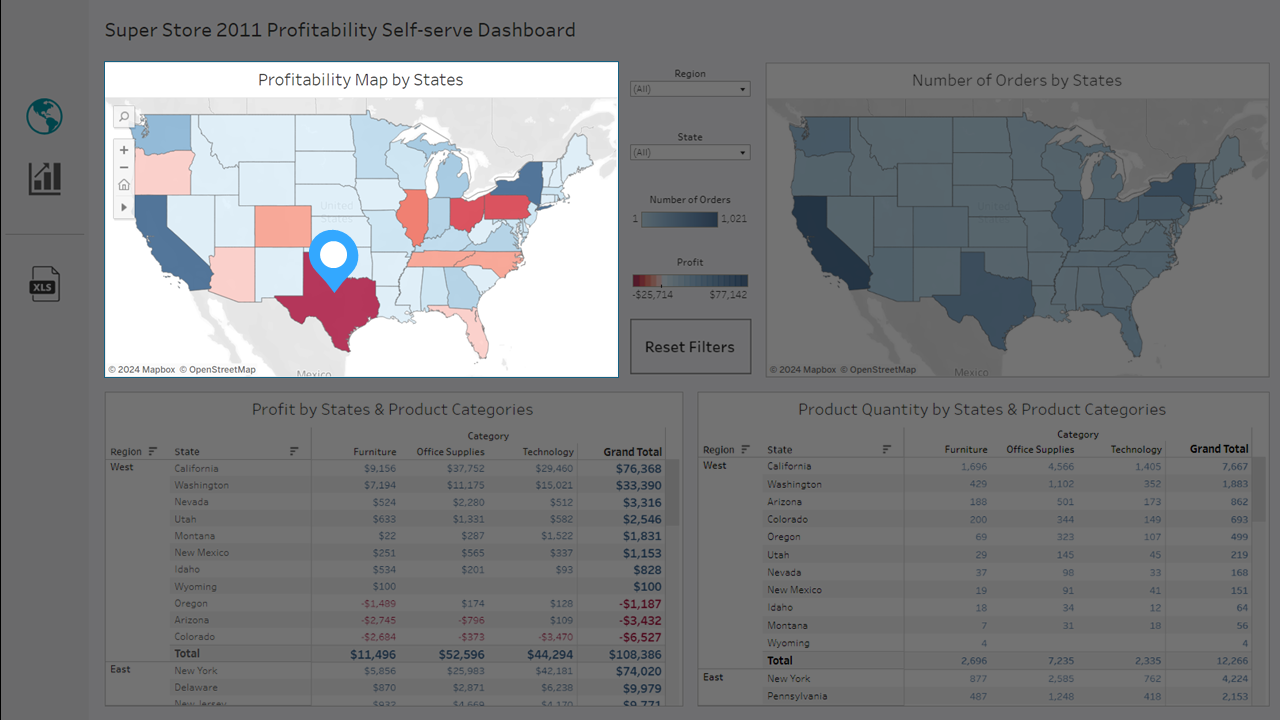 Super Store 2011 Profitability Self-serve Dashboard
Profitability Map by States
United
States
Mexico
© 2024 Mapbox © OpenStreetMap
Region
(All)
State
(All)
Number of Orders
1 1,021
Profit
-$25,714 $77,142
Reset Filters
Number of Orders by States
Mexico
© 2024 Mapbox © OpenStreetMap
XLS
Profit by States & Product Categories
Category
Region State Furniture Office Supplies Technology Grand Total
West California $9,156 $37,752 $29,460 $76,368
Washington $7,194 $11,175 $15,021 $33,390
Nevada $524 $2,280 $512 $3,316
Utah $633 $1,331 $582 $2,546
Montana $22 $287 $1,522 $1,831
New Mexico $251 $565 $337 $1,153
Idaho $534 $201 $93 $828
Wyoming $100 $100
Oregon -$1,489 $174 $128 -$1,187
Arizona -$2,745 -$796 $109 -$3,432
Colorado -$2,684 -$373 -$3,470 -$6,527
Total $11,496 $52,596 $44,294 $108,386
East New York $5,856 $25,983 $42,181 $74,020
Delaware $870 $2,871 $6,238 $9,979
New Jersey $932 $4,669 $4,170 $9,771
Product Quantity by States & Product Categories
Category
Region State Furniture Office Supplies Technology Grand Total
West California 1,696 4,566 1,405 7,667
Washington 429 1,102 352 1,883
Arizona 188 501 173 862
Colorado 200 344 149 693
Oregon 69 323 107 499
Utah 29 145 45 219
Nevada 37 98 33 168
New Mexico 19 91 41 151
Idaho 18 34 12 64
Montana 7 31 18 56
Wyoming 4 4
Total 2,696 7,235 2,335 12,266
East New York 877 2,585 762 4,224
Pennsylvania 487 1,248 418 2,153